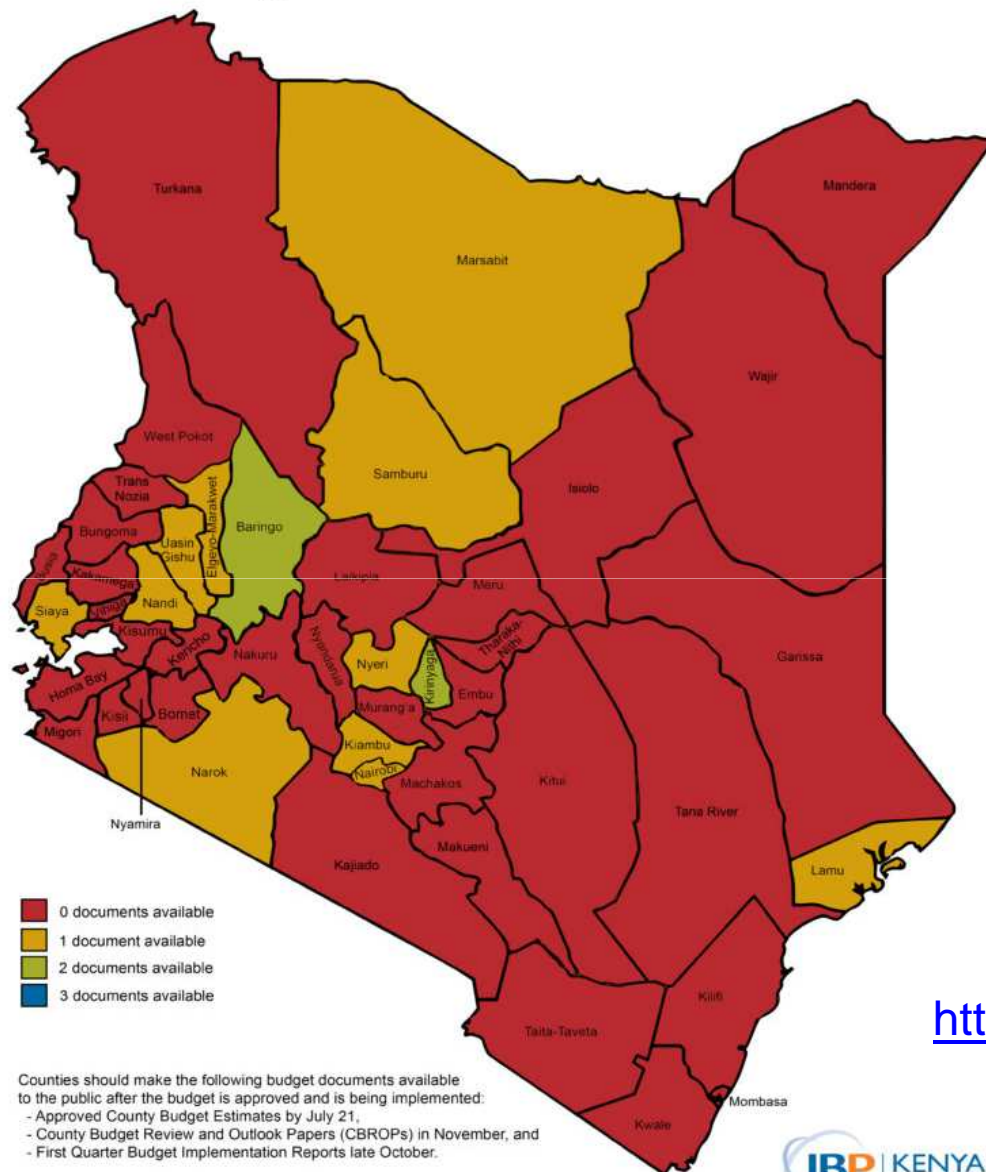 Turkana
Mandera
Marsabit
Wajir
West Pokot
Samburu
Isiolo
Trans
Nozia
Elgeyo-Marakwet
Baringo
Bungoma
Uasin
Gishu
Busia
Kakamega
Laikipia
Meru
Siaya
Vihiga
Nandi
Kisumu
Kericho
Nakuru
Nyandarua
Nyeri
Kirinyaga
Tharaka-
Nithi
Garissa
Homa Bay
Kisii
Bomet
Murang'a
Embu
Migori
Narok
Kiambu
Nairobi
Machakos
Kitui
Tana River
Nyamira
Kajiado
Makueni
Lamu
0 documents available
1 document available
2 documents available
3 documents available
Taita-Taveta
Kilifi
htt
Counties should make the following budget documents available
to the public after the budget is approved and is being implemented:
- Approved County Budget Estimates by July 21,
- County Budget Review and Outlook Papers (CBROPs) in November, and
- First Quarter Budget Implementation Reports late October.
Mombasa
Kwale
IBP | KENYA